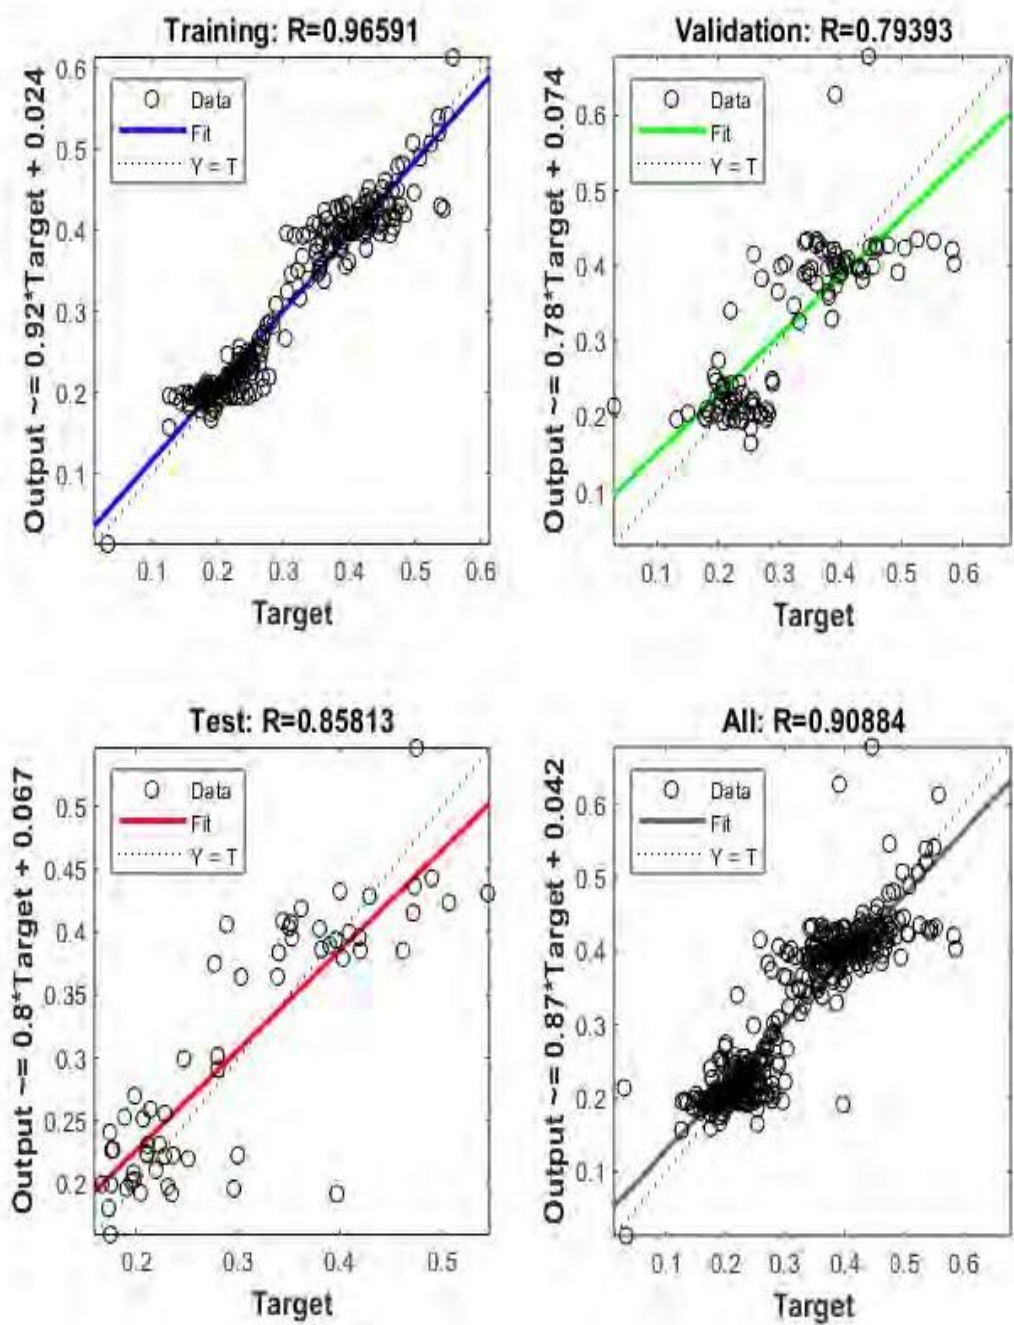 Training: R=0.96591
Output ~= 0.92*Target + 0.024
Data
Fit
Y = T
0.6
0.5
0.4
0.3
0.2
0.1
0.1 0.2 0.3 0.4 0.5 0.6
Target
Validation: R=0.79393
Output ~= 0.78*Target + 0.074
Data
Fit
Y = T
0.6
0.5
0.4
0.3
0.2
0.1
0.1 0.2 0.3 0.4 0.5 0.6
Target
Test: R=0.85813
Output ~= 0.8*Target + 0.067
Data
Fit
Y = T
0.5
0.45
0.4
0.35
0.3
0.25
0.2
0.2 0.3 0.4 0.5
Target
All: R=0.90884
Output ~= 0.87*Target + 0.042
Data
Fit
Y = T
0.6
0.5
0.4
0.3
0.2
0.1
0.1 0.2 0.3 0.4 0.5 0.6
Target